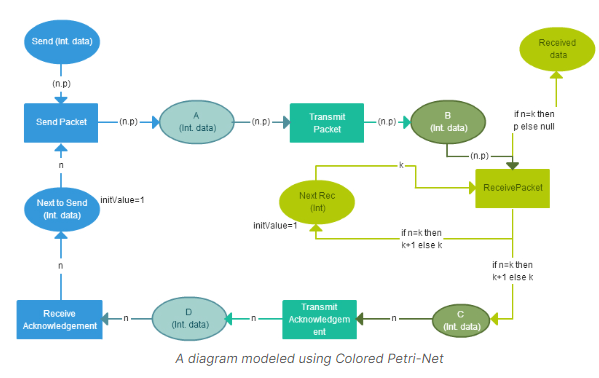 Send (Int. data)
Received
data
(n.p)
if n=k then
p else null
Send Packet
(n.p)
A
(Int. data)
(n.p)
Transmit
Packet
(n.p)
B
(Int. data)
(n.p)
n
k
ReceivePacket
Next to Send
(Int. data)
initValue=1
Next Rec
(Int)
initValue=1
if n=k then
k+1 else k
if n=k then
k+1 else k
n
Receive
Acknowledgement
n
D
(Int. data)
n
Transmit
Acknowledgem
ent
n
C
(Int. data)
A diagram modeled using Colored Petri-Net